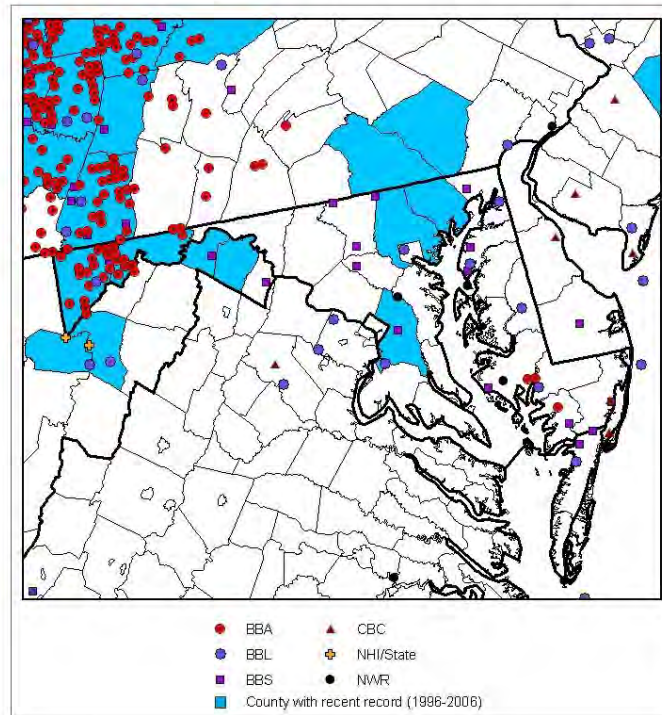 BBA CBC
BBL NHI/State
BBS NWR
County with recent record (1996-2006)